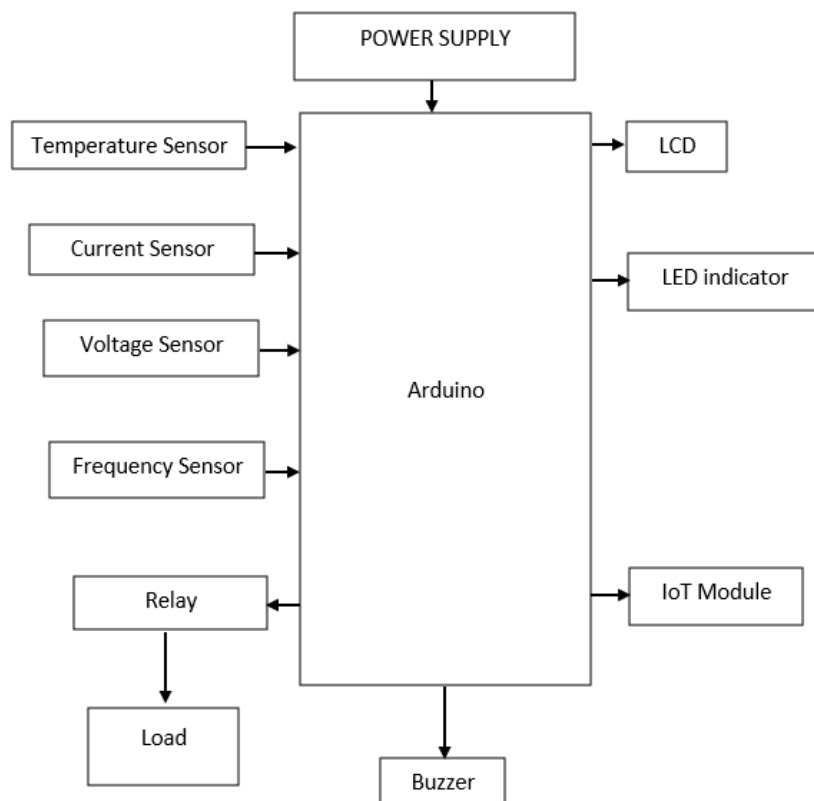 POWER SUPPLY
Temperature Sensor
LCD
Current Sensor
LED indicator
Voltage Sensor
Arduino
Frequency Sensor
Relay
IoT Module
Load
Buzzer